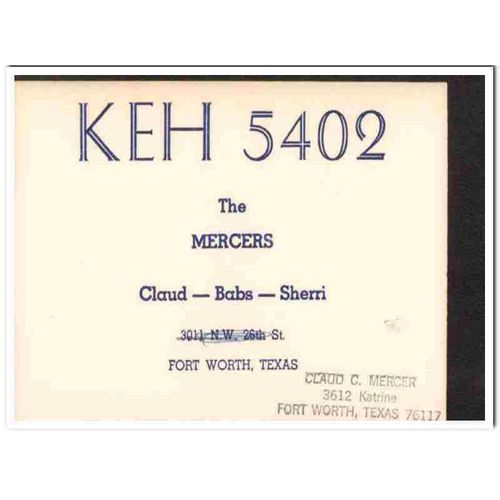 KEH 5402
The
MERCERS
Claud — Babs — Sherri
3011 N.W. 26th St.
FORT WORTH, TEXAS
CLAUD C. MERCER
3612 Katrine
FORT WORTH, TEXAS 76117